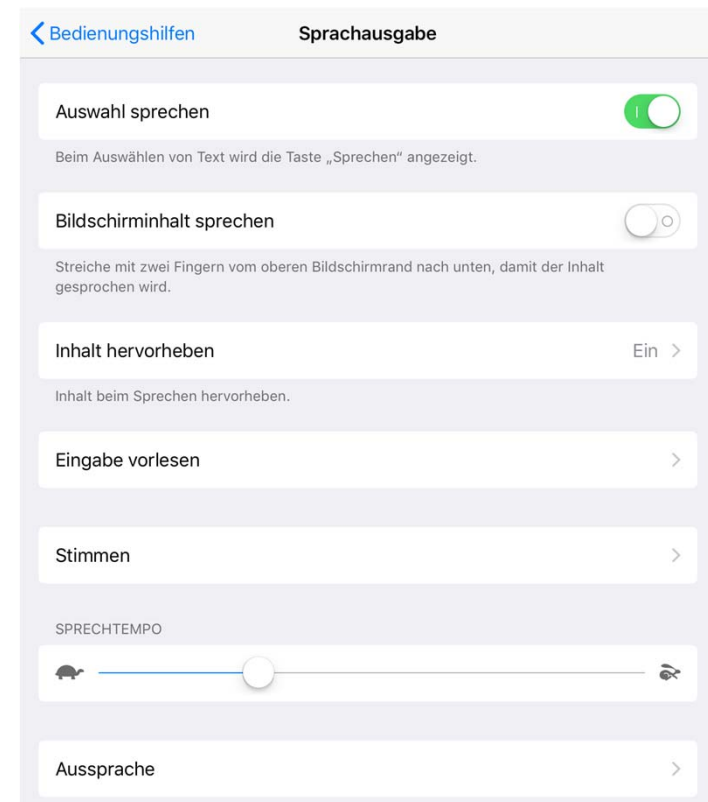 Bedienungshilfen Sprachausgabe
Auswahl sprechen
Beim Auswählen von Text wird die Taste „Sprechen“ angezeigt.
Bildschirminhalt sprechen
Streiche mit zwei Fingern vom oberen Bildschirmrand nach unten, damit der Inhalt
gesprochen wird.
Inhalt hervorheben Ein
Inhalt beim Sprechen hervorheben.
Eingabe vorlesen
Stimmen
SPRECHTEMPO
Aussprache